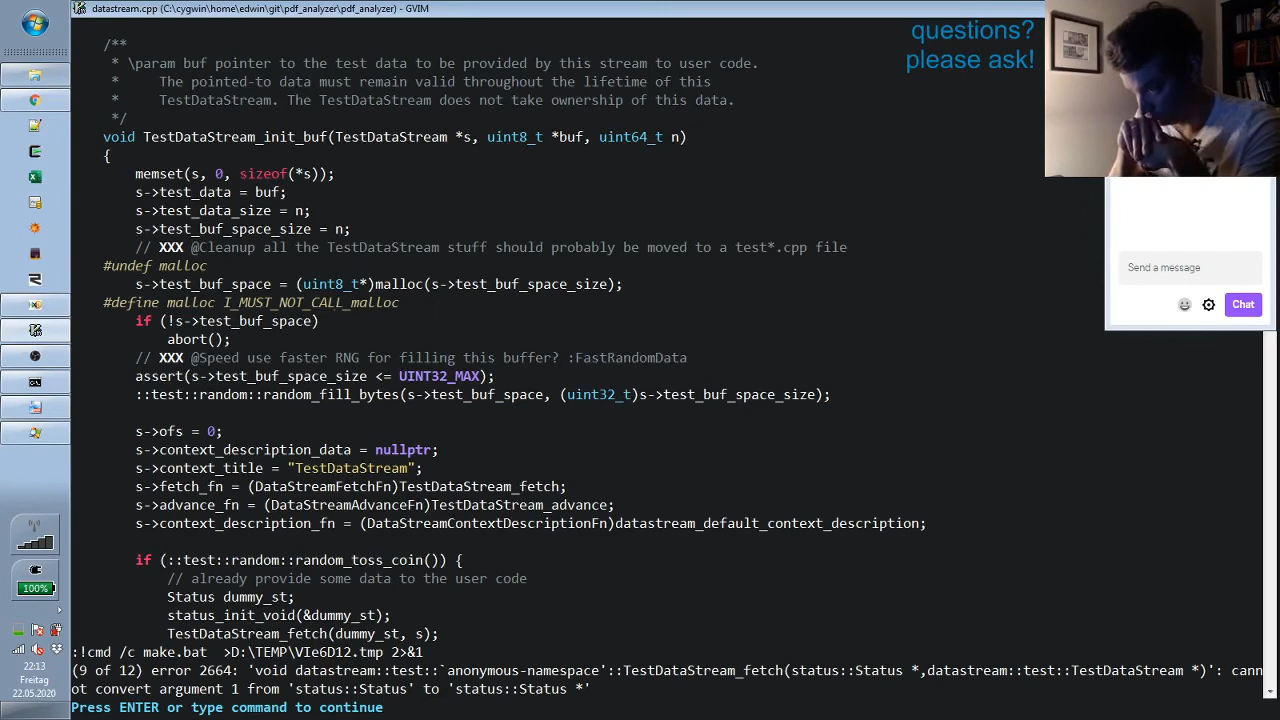 datastream.cpp (C:\cygwin\home\edwin\git\pdf_analyzer\pdf_analyzer) - GVIM
questions?
please ask!
/**
 * \param buf pointer to the test data to be provided by this stream to user code.
 *     The pointed-to data must remain valid throughout the lifetime of this
 *     TestDataStream. The TestDataStream does not take ownership of this data.
 */
void TestDataStream_init_buf(TestDataStream *s, uint8_t *buf, uint64_t n)
{
    memset(s, 0, sizeof(*s));
    s->test_data = buf;
    s->test_data_size = n;
    s->test_buf_space_size = n;
    // XXX @Cleanup all the TestDataStream stuff should probably be moved to a test*.cpp file
#undef malloc
    s->test_buf_space = (uint8_t*)malloc(s->test_buf_space_size);
#define malloc I_MUST_NOT_CALL_malloc
    if (!s->test_buf_space)
        abort();
    // XXX @Speed use faster RNG for filling this buffer? :FastRandomData
    assert(s->test_buf_space_size <= UINT32_MAX);
    ::test::random::random_fill_bytes(s->test_buf_space, (uint32_t)s->test_buf_space_size);
    s->ofs = 0;
    s->context_description_data = nullptr;
    s->context_title = "TestDataStream";
    s->fetch_fn = (DataStreamFetchFn)TestDataStream_fetch;
    s->advance_fn = (DataStreamAdvanceFn)TestDataStream_advance;
    s->context_description_fn = (DataStreamContextDescriptionFn)datastream_default_context_description;
    if (::test::random::random_toss_coin()) {
        // already provide some data to the user code
        Status dummy_st;
        status_init_void(&dummy_st);
        TestDataStream_fetch(dummy_st, s);
:!cmd /c make.bat  >D:\TEMP\VIe6D12.tmp 2>&1
(9 of 12) error 2664: 'void datastream::test::`anonymous-namespace'::TestDataStream_fetch(status::Status *,datastream::test::TestDataStream *)': cann
ot convert argument 1 from 'status::Status' to 'status::Status *'
Press ENTER or type command to continue
Send a message
Chat
100%
22:13
Freitag
22.05.2020